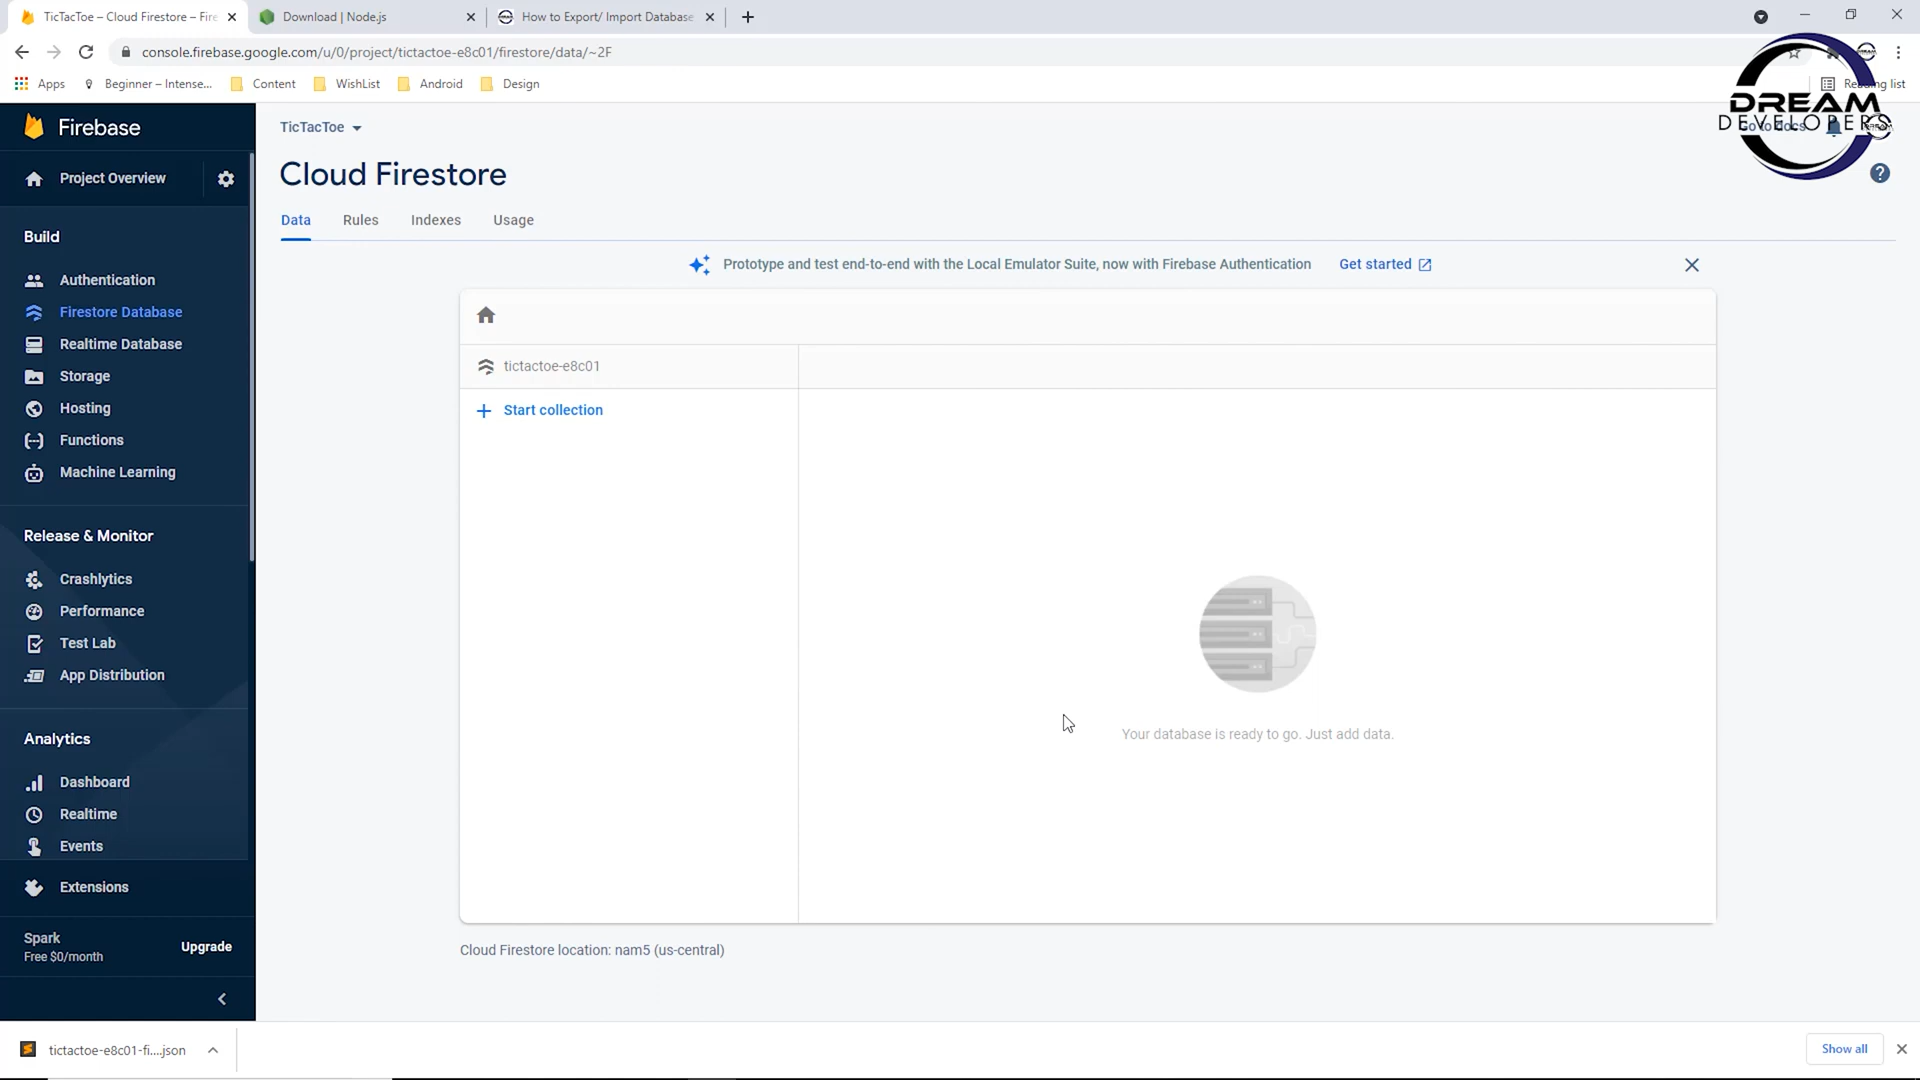 TicTacToe – Cloud Firestore – Fire
Download | Node.js
How to Export/ Import Database
console.firebase.google.com/u/0/project/tictactoe-e8c01/firestore/data/~2F
Apps
Beginner – Intense...
Content
WishList
Android
Design
Reading list
DREAM
DEVELOPERS
Go to docs
Firebase
Project Overview
Build
Authentication
Firestore Database
Realtime Database
Storage
Hosting
Functions
Machine Learning
Release & Monitor
Crashlytics
Performance
Test Lab
App Distribution
Analytics
Dashboard
Realtime
Events
Extensions
Spark
Free $0/month
Upgrade
TicTacToe
Cloud Firestore
Data
Rules
Indexes
Usage
Prototype and test end-to-end with the Local Emulator Suite, now with Firebase Authentication
Get started
tictactoe-e8c01
Start collection
Your database is ready to go. Just add data.
Cloud Firestore location: nam5 (us-central)
tictactoe-e8c01-fi....json
Show all